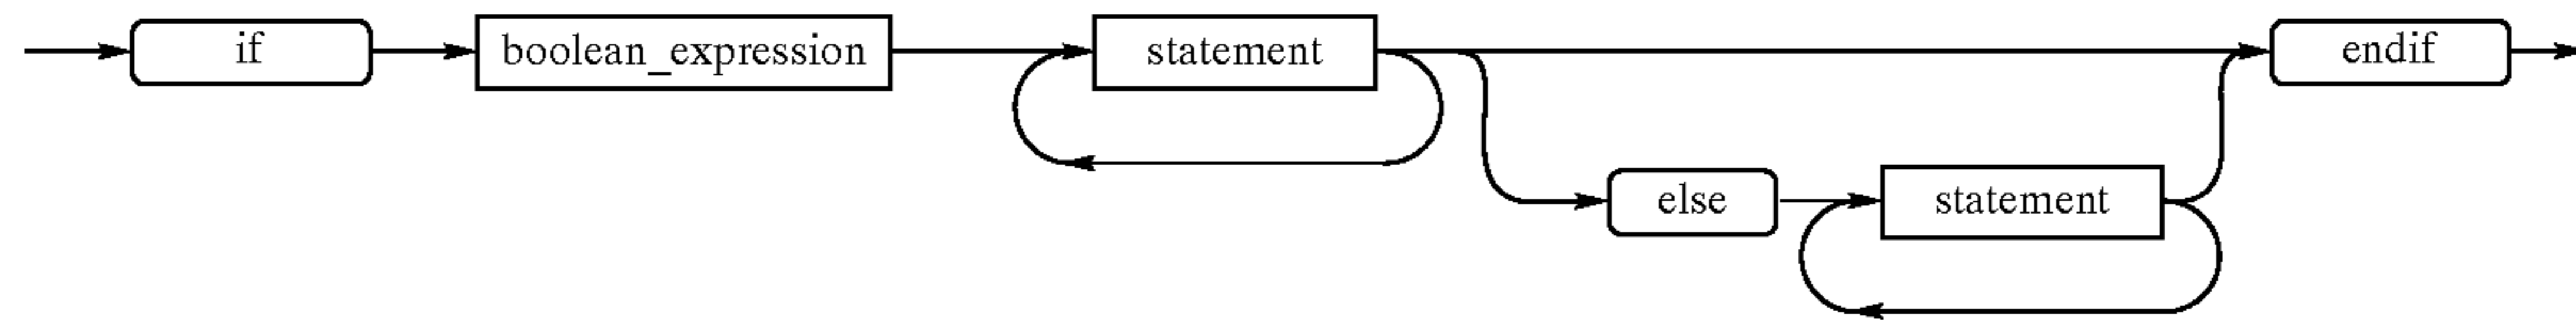 if boolean_expression statement endif
else statement